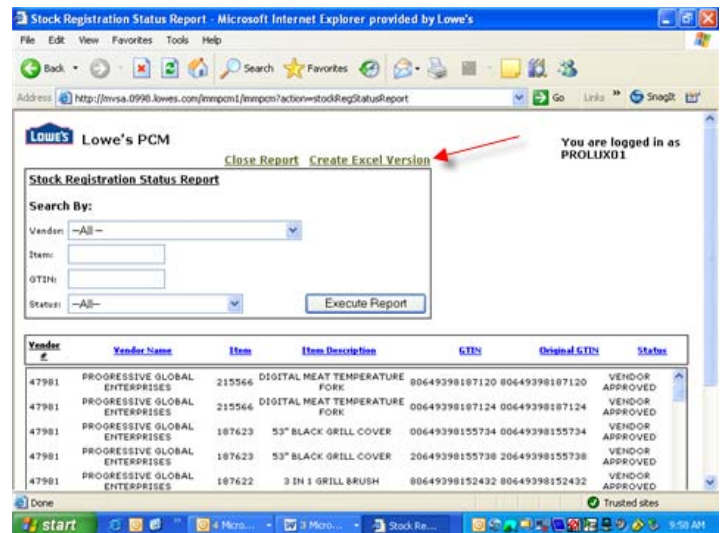 Stock Registration Status Report - Microsoft Internet Explorer provided by Lowe's
File Edit View Favorites Tools Help
Back Search Favorites
Address http://mvsa.0998.lowes.com/mmpcm1/mmpcm?action=stockRegStatusReport Go Links » SnagIt
LOWE'S Lowe's PCM
You are logged in as
PROLUX01
Close Report Create Excel Version
Stock Registration Status Report
Search By:
Vendor: --All--
Item:
GTIN:
Status: --All-- Execute Report
Vendor # Vendor Name Item Item Description GTIN Original GTIN Status
47981 PROGRESSIVE GLOBAL ENTERPRISES 215566 DIGITAL MEAT TEMPERATURE FORK 80649398187120 80649398187120 VENDOR APPROVED
47981 PROGRESSIVE GLOBAL ENTERPRISES 215566 DIGITAL MEAT TEMPERATURE FORK 00649398187124 00649398187124 VENDOR APPROVED
47981 PROGRESSIVE GLOBAL ENTERPRISES 187623 53" BLACK GRILL COVER 00649398155734 00649398155734 VENDOR APPROVED
47981 PROGRESSIVE GLOBAL ENTERPRISES 187623 53" BLACK GRILL COVER 20649398155738 20649398155738 VENDOR APPROVED
47981 PROGRESSIVE GLOBAL ENTERPRISES 187622 3 IN 1 GRILL BRUSH 80649398152432 80649398152432 VENDOR APPROVED
Done Trusted sites
start 4 Micro... 3 Micro... Stock Re... 9:58 AM